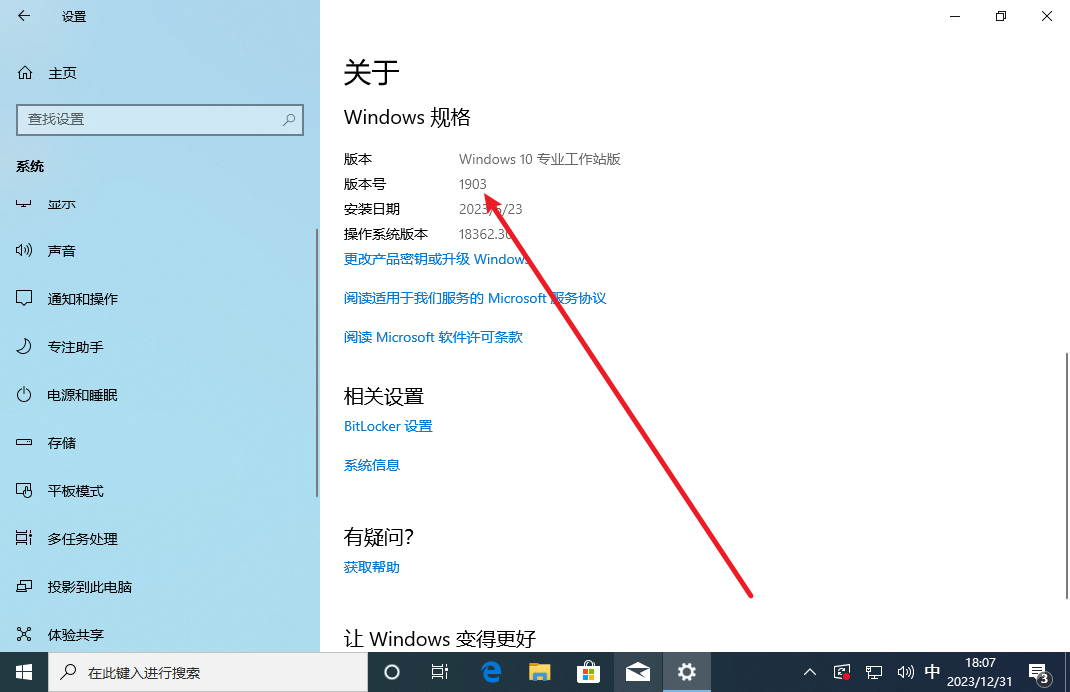 设置
主页
查找设置
系统
显示
声音
通知和操作
专注助手
电源和睡眠
存储
平板模式
多任务处理
投影到此电脑
体验共享
关于
Windows 规格
版本 Windows 10 专业工作站版
版本号 1903
安装日期 2023/5/23
操作系统版本 18362.30
更改产品密钥或升级 Windows
阅读适用于我们服务的 Microsoft 服务协议
阅读 Microsoft 软件许可条款
相关设置
BitLocker 设置
系统信息
有疑问?
获取帮助
让 Windows 变得更好
在此键入进行搜索
中
18:07
2023/12/31
3